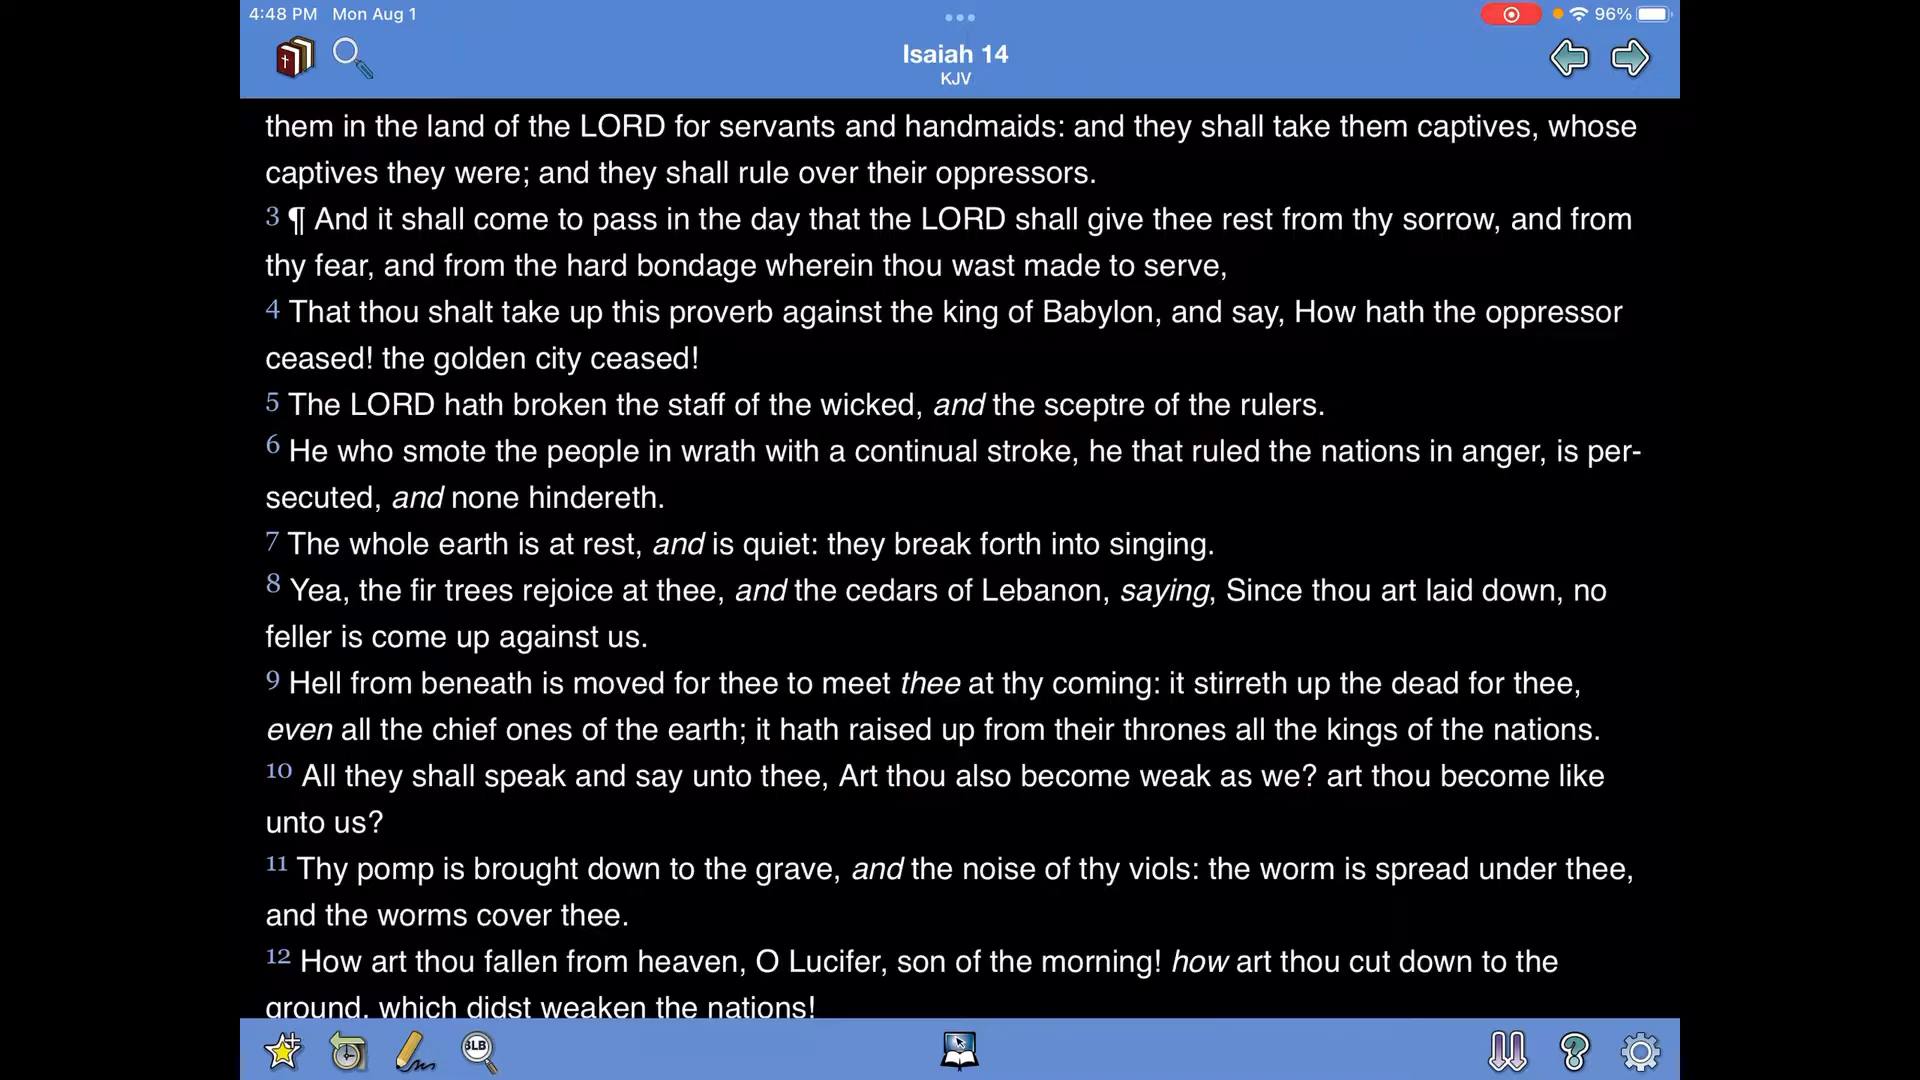 4:48 PM Mon Aug 1
96%
Isaiah 14
KJV
them in the land of the LORD for servants and handmaids: and they shall take them captives, whose
captives they were; and they shall rule over their oppressors.
3 ¶ And it shall come to pass in the day that the LORD shall give thee rest from thy sorrow, and from
thy fear, and from the hard bondage wherein thou wast made to serve,
4 That thou shalt take up this proverb against the king of Babylon, and say, How hath the oppressor
ceased! the golden city ceased!
5 The LORD hath broken the staff of the wicked, and the sceptre of the rulers.
6 He who smote the people in wrath with a continual stroke, he that ruled the nations in anger, is per-
secuted, and none hindereth.
7 The whole earth is at rest, and is quiet: they break forth into singing.
8 Yea, the fir trees rejoice at thee, and the cedars of Lebanon, saying, Since thou art laid down, no
feller is come up against us.
9 Hell from beneath is moved for thee to meet thee at thy coming: it stirreth up the dead for thee,
even all the chief ones of the earth; it hath raised up from their thrones all the kings of the nations.
10 All they shall speak and say unto thee, Art thou also become weak as we? art thou become like
unto us?
11 Thy pomp is brought down to the grave, and the noise of thy viols: the worm is spread under thee,
and the worms cover thee.
12 How art thou fallen from heaven, O Lucifer, son of the morning! how art thou cut down to the
ground, which didst weaken the nations!
BLB